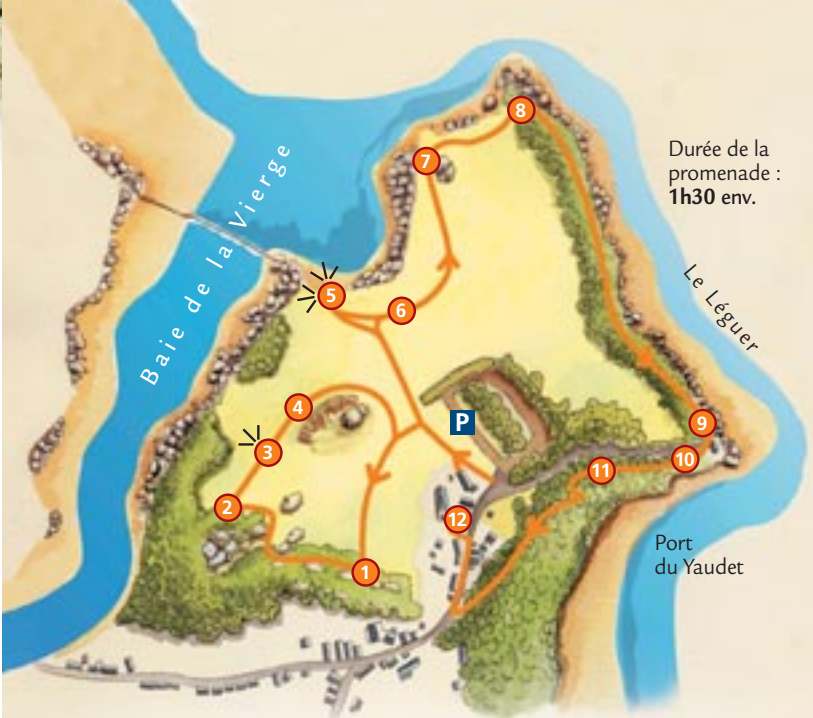 8
Durée de la
promenade :
1h30 env.
7
Baie de la Vierge
Le Léguer
5
6
4
P
3
9
10
11
2
12
Port
du Yaudet
1